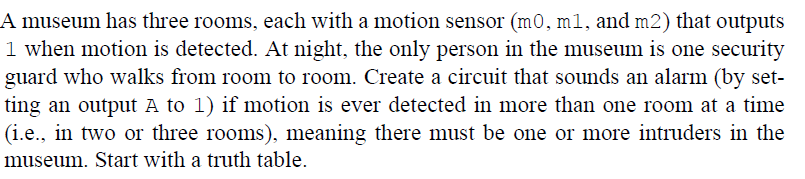 A museum has three rooms, each with a motion sensor (m0, m1, and m2) that outputs
1 when motion is detected. At night, the only person in the museum is one security
guard who walks from room to room. Create a circuit that sounds an alarm (by set-
ting an output A to 1) if motion is ever detected in more than one room at a time
(i.e., in two or three rooms), meaning there must be one or more intruders in the
museum. Start with a truth table.